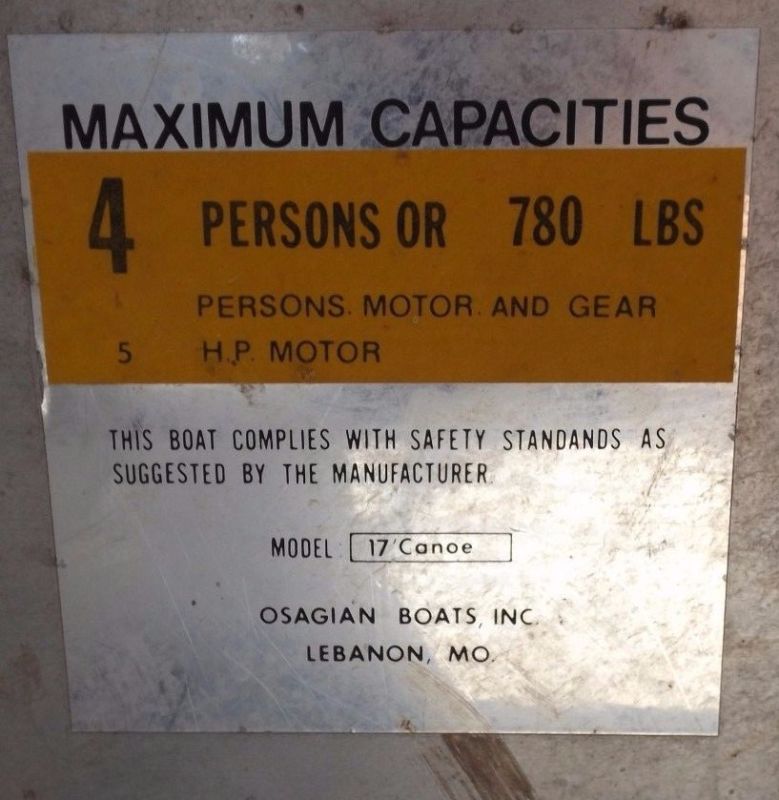 MAXIMUM CAPACITIES
4 PERSONS OR 780 LBS
PERSONS. MOTOR. AND GEAR
5 H.P. MOTOR
THIS BOAT COMPLIES WITH SAFETY STANDANDS AS
SUGGESTED BY THE MANUFACTURER.
MODEL 17'Canoe
OSAGIAN BOATS, INC.
LEBANON, MO.